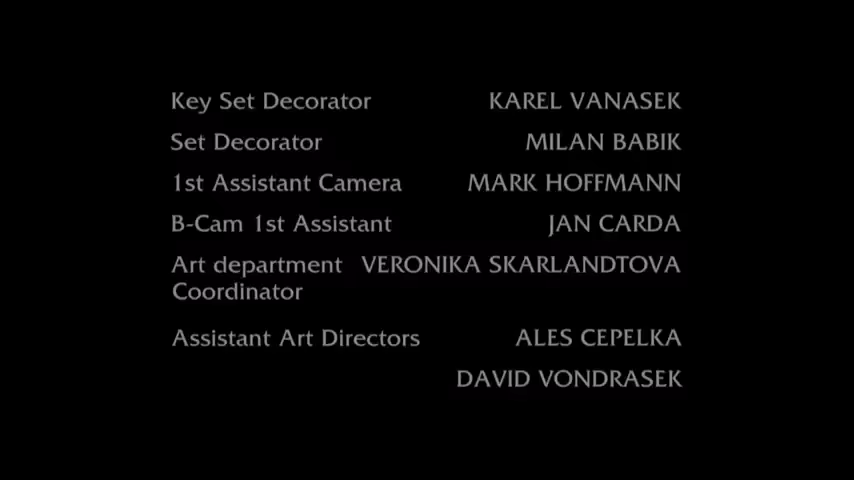 Key Set Decorator KAREL VANASEK
Set Decorator MILAN BABIK
1st Assistant Camera MARK HOFFMANN
B-Cam 1st Assistant JAN CARDA
Art department VERONIKA SKARLANDTOVA
Coordinator
Assistant Art Directors ALES CEPELKA
DAVID VONDRASEK